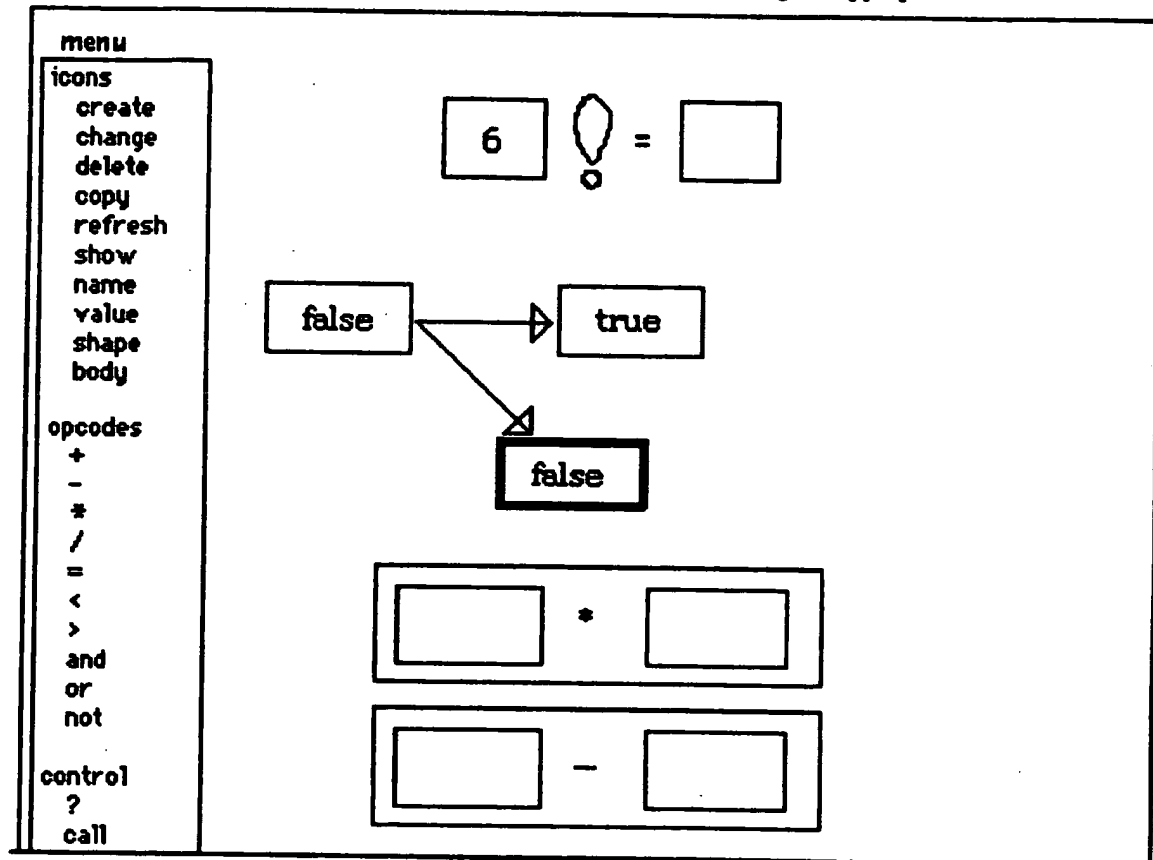 menu
icons
create
change
delete
copy
refresh
show
name
value
shape
body
opcodes
+
-
*
/
=
<
>
and
or
not
control
?
call
6 ! =
false true
false
*
-